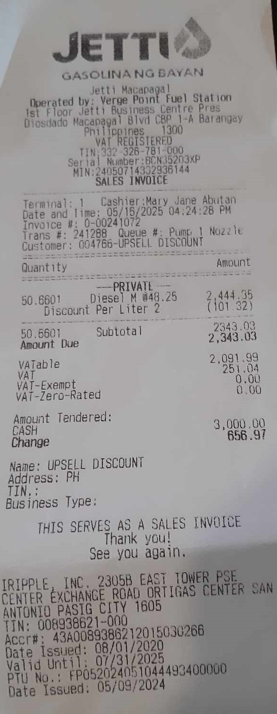 JETTI
GASOLINA NG BAYAN
Jetti Macapagal
Operated by: Verge Point Fuel Station
1st Floor Jetti Business Centre Pres
Diosdado Macapagal Blvd CBP 1-A Barangay
Philippines 1300
VAT REGISTERED
TIN:332-326-781-000
Serial Number:BCN35203XP
MIN:24050714332936144
SALES INVOICE
Terminal: 1 Cashier:Mary Jane Abutan
Date and Time: 05/16/2025 04:24:28 PM
Invoice #: 0-00241072
Trans #: 241288 Queue #: Pump 1 Nozzle
Customer: 004766-UPSELL DISCOUNT
Quantity Amount
----PRIVATE----
50.6601 Diesel M @48.25 2,444.35
Discount Per Liter 2 (101.32)
50.6601 Subtotal 2343.03
Amount Due 2,343.03
VATable 2,091.99
VAT 251.04
VAT-Exempt 0.00
VAT-Zero-Rated 0.00
Amount Tendered:
CASH 3,000.00
Change 656.97
Name: UPSELL DISCOUNT
Address: PH
TIN.:
Business Type:
THIS SERVES AS A SALES INVOICE
Thank you!
See you again.
IRIPPLE, INC. 2305B EAST TOWER PSE
CENTER EXCHANGE ROAD ORTIGAS CENTER SAN
ANTONIO PASIG CITY 1605
TIN: 008938621-000
Accr#: 43A0089386212015030266
Date Issued: 08/01/2020
Valid Until: 07/31/2025
PTU No.: FP052024051044493400000
Date Issued: 05/09/2024